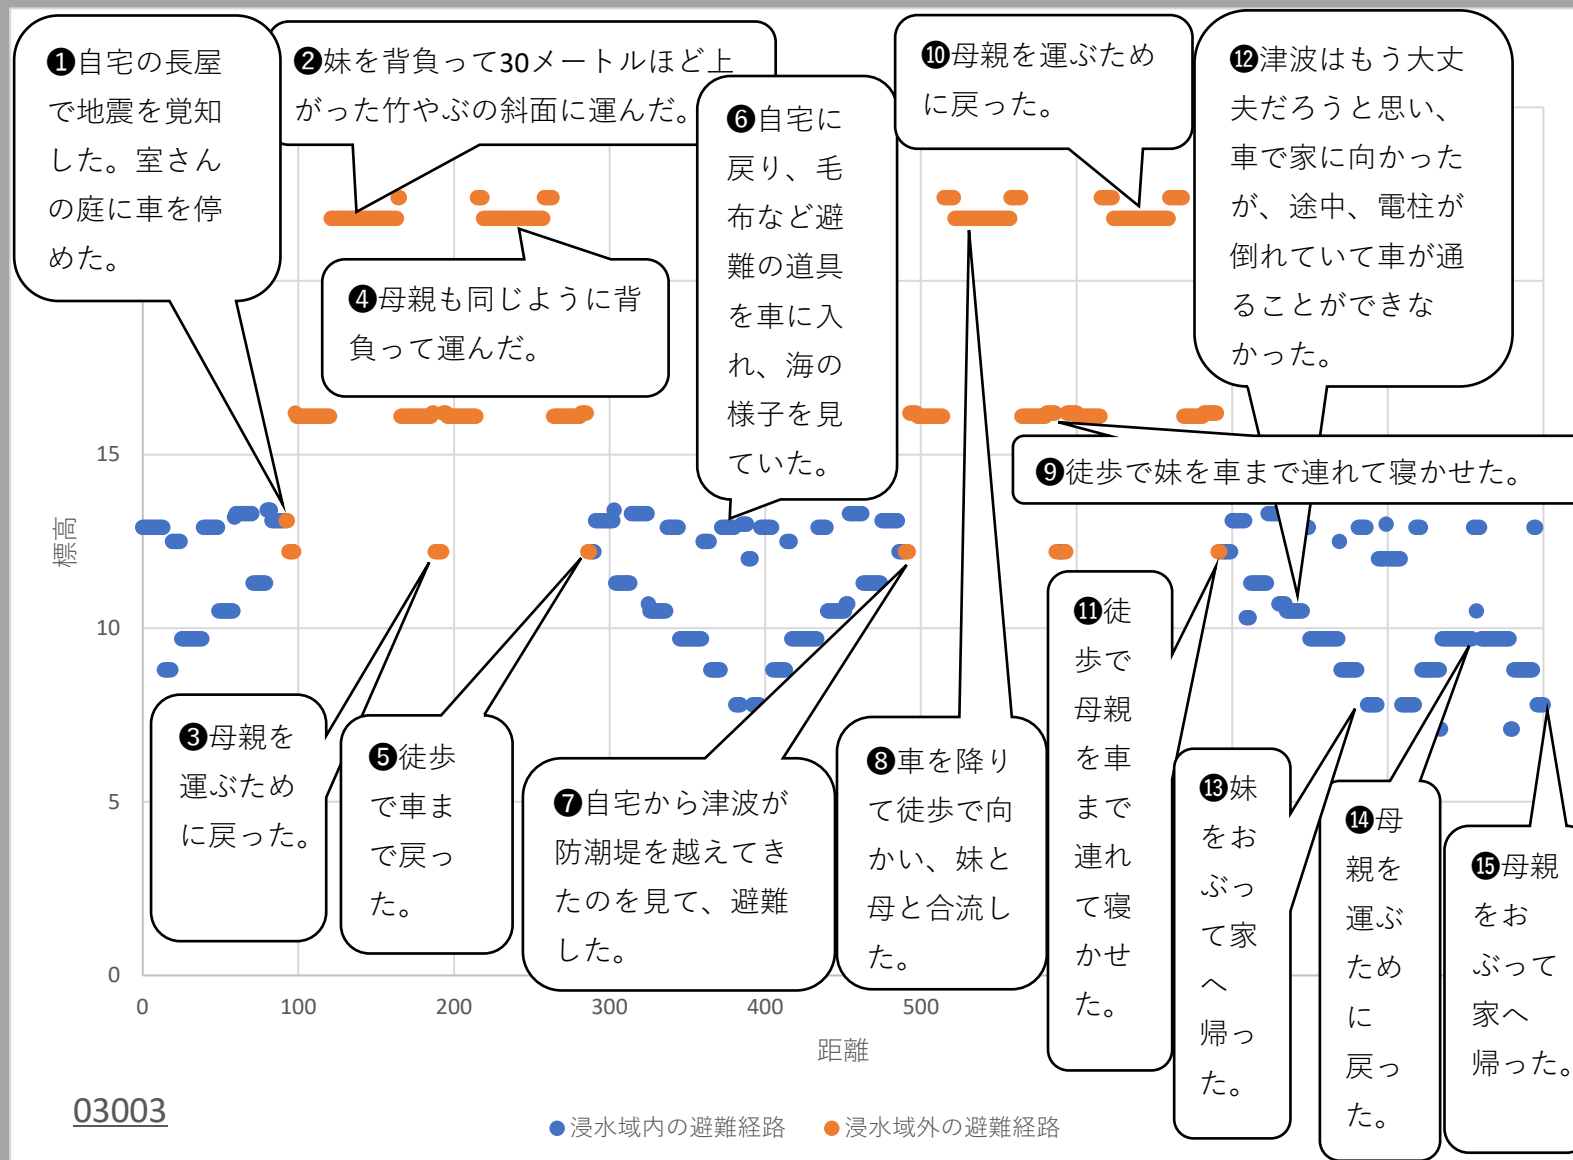 ❶自宅の長屋
で地震を覚知
した。室さん
の庭に車を停
めた。
❷妹を背負って30メートルほど上
がった竹やぶの斜面に運んだ。
❹母親も同じように背
負って運んだ。
❻自宅に
戻り、毛
布など避
難の道具
を車に入
れ、海の
様子を見
ていた。
❿母親を運ぶため
に戻った。
⓬津波はもう大丈
夫だろうと思い、
車で家に向かった
が、途中、電柱が
倒れていて車が通
ることができな
かった。
❾徒歩で妹を車まで連れて寝かせた。
❸母親を
運ぶため
に戻った。
❺徒歩
で車ま
で戻っ
た。
❼自宅から津波が
防潮堤を越えてき
たのを見て、避難
した。
❽車を降り
て徒歩で向
かい、妹と
母と合流し
た。
⓫徒
歩で
母親
を車
まで
連れ
て寝
かせ
た。
⓭妹
をお
ぶっ
て家
へ
帰っ
た。
⓮母
親を
運ぶ
ため
に
戻っ
た。
⓯母親
をお
ぶって
家へ
帰った。
標高
15
10
5
0
0
100
200
300
400
500
距離
03003
浸水域内の避難経路
浸水域外の避難経路